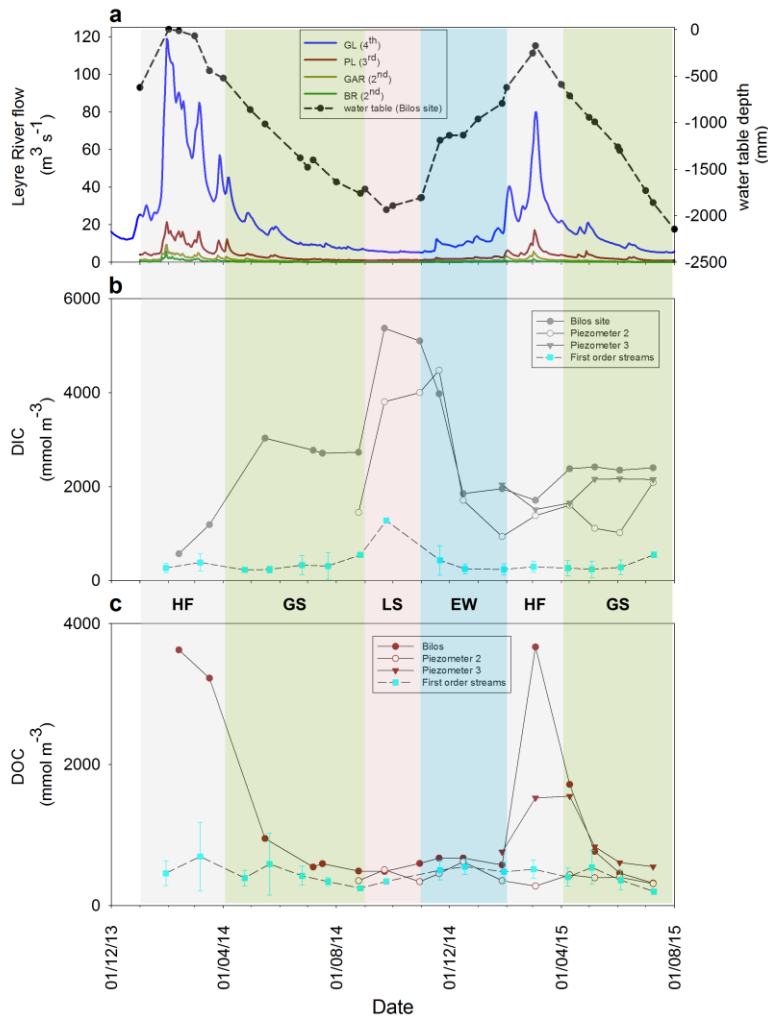 a
120
100
80
60
40
20
0
Leyre River flow
(m³ s⁻¹)
GL (4th)
PL (3rd)
GAR (2nd)
BR (2nd)
water table (Bilos site)
0
-500
-1000
-1500
-2000
-2500
water table depth
(mm)
b
6000
4000
2000
0
DIC
(mmol m⁻³)
Bilos site
Piezometer 2
Piezometer 3
First order streams
HF GS LS EW HF GS
c
4000
2000
0
DOC
(mmol m⁻³)
Bilos
Piezometer 2
Piezometer 3
First order streams
01/12/13
01/04/14
01/08/14
01/12/14
01/04/15
01/08/15
Date